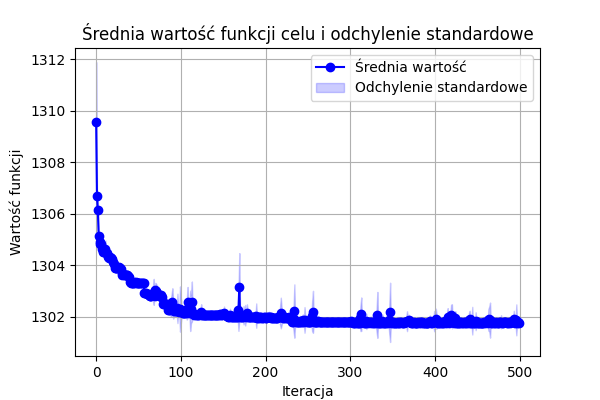 Średnia wartość funkcji celu i odchylenie standardowe
Średnia wartość
Odchylenie standardowe
Wartość funkcji
1312
1310
1308
1306
1304
1302
0 100 200 300 400 500
Iteracja